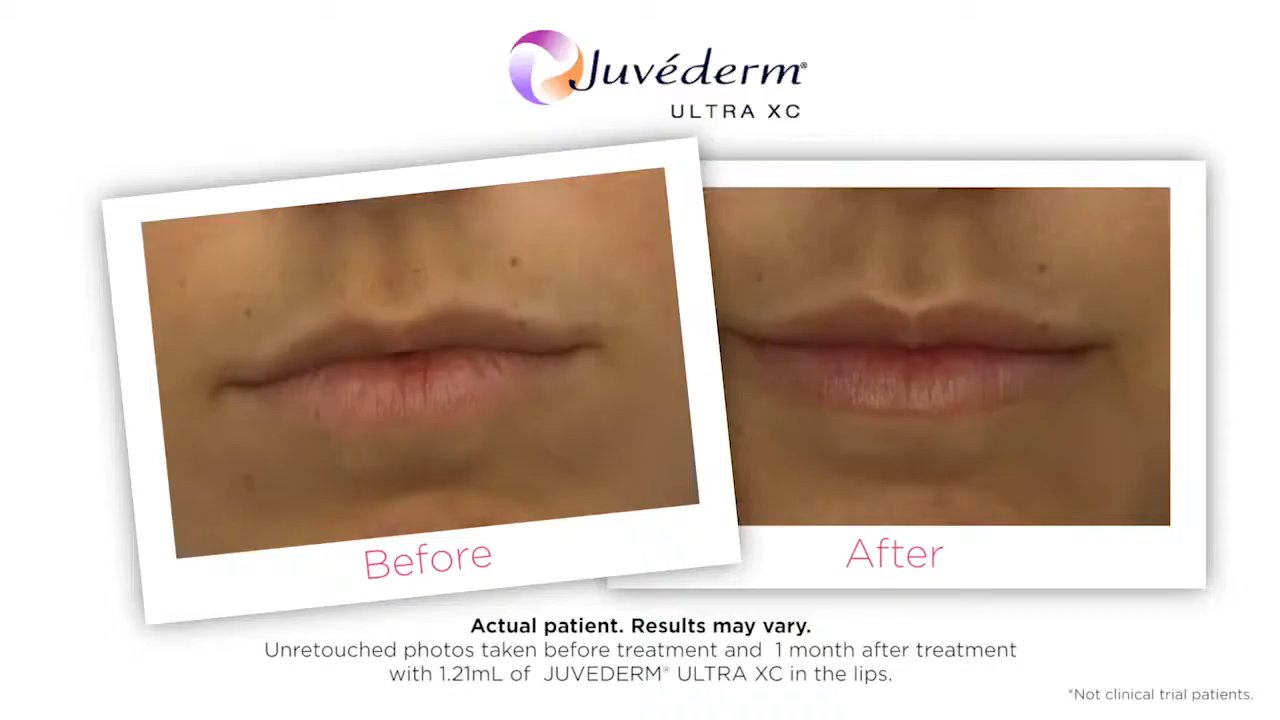 Juvéderm®
ULTRA XC
Before
After
Actual patient. Results may vary.
Unretouched photos taken before treatment and 1 month after treatment
with 1.21mL of JUVEDERM® ULTRA XC in the lips.
*Not clinical trial patients.